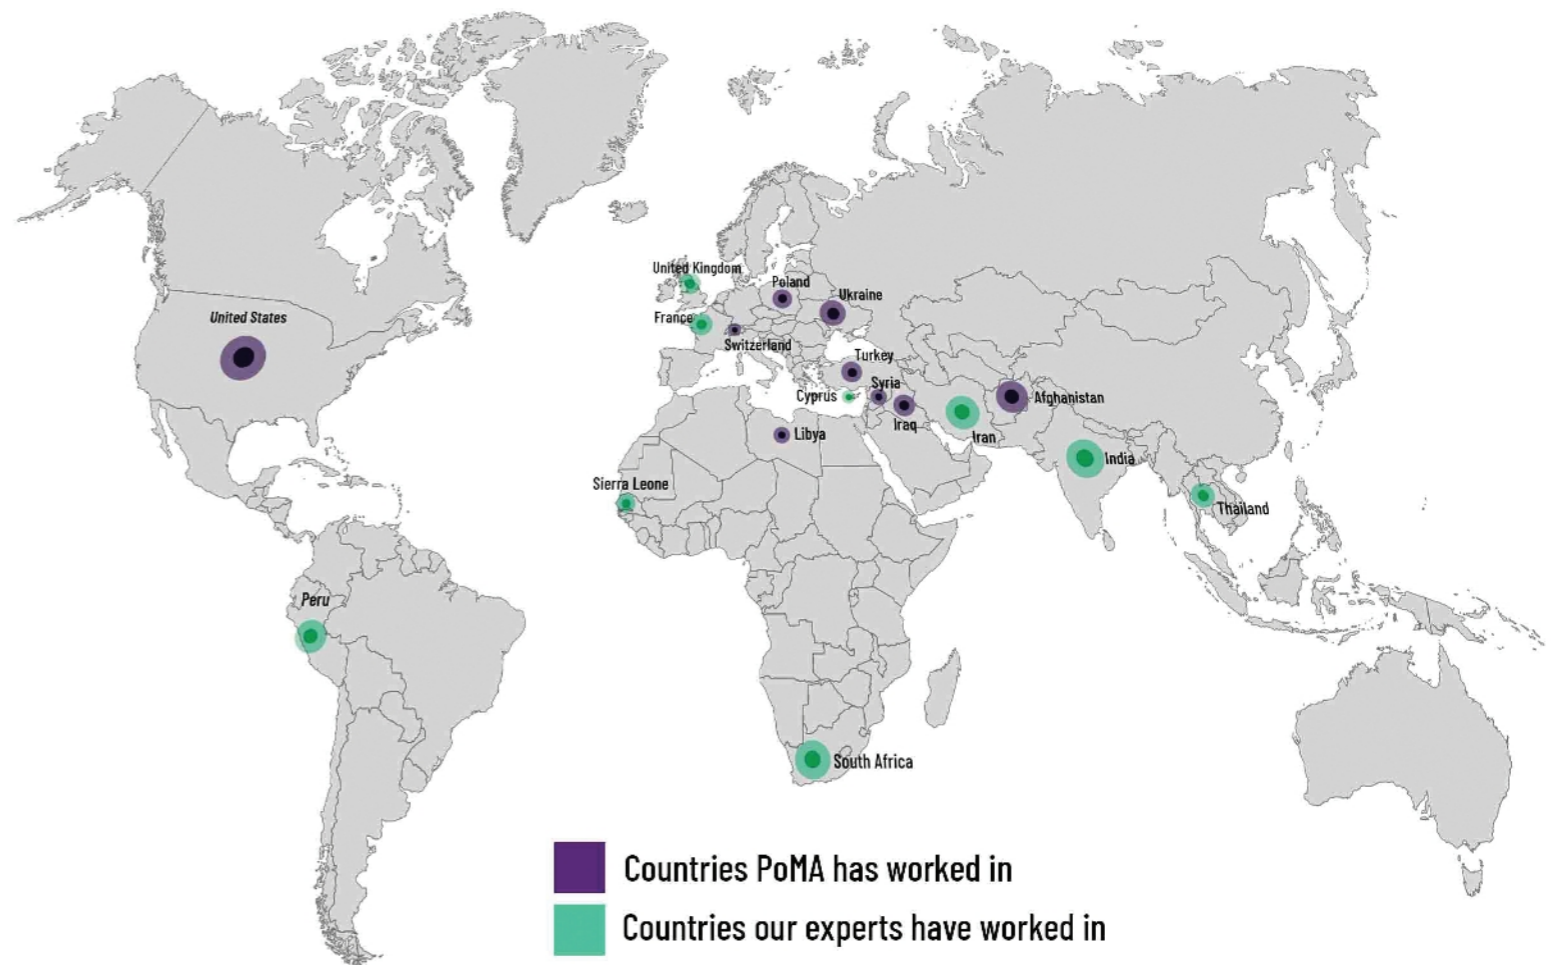 United Kingdom
Poland
Ukraine
United States
France
Switzerland
Turkey
Syria
Cyprus
Afghanistan
Iraq
Libya
Iran
India
Sierra Leone
Thailand
Peru
South Africa
Countries PoMA has worked in
Countries our experts have worked in